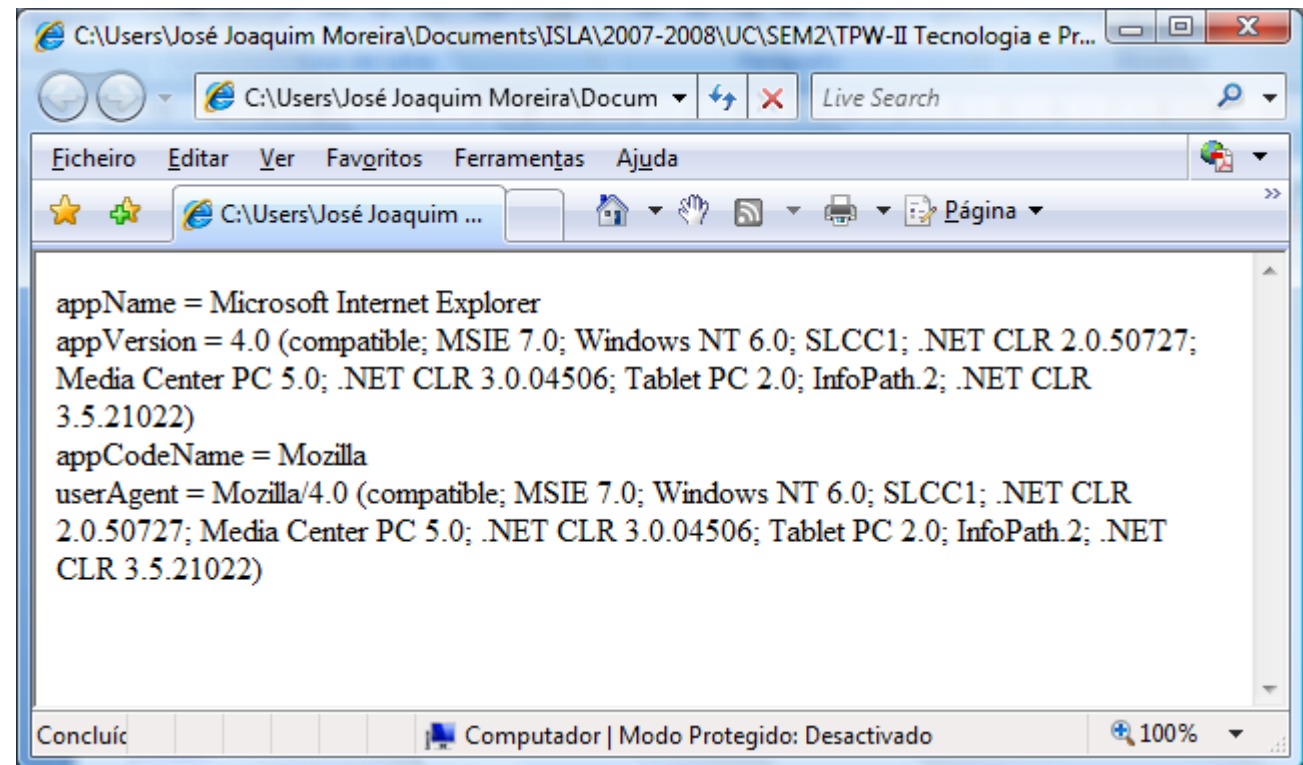 C:\Users\José Joaquim Moreira\Documents\ISLA\2007-2008\UC\SEM2\TPW-II Tecnologia e Pr...
C:\Users\José Joaquim Moreira\Docum Live Search
Ficheiro Editar Ver Favoritos Ferramentas Ajuda
C:\Users\José Joaquim ... Página
appName = Microsoft Internet Explorer
appVersion = 4.0 (compatible; MSIE 7.0; Windows NT 6.0; SLCC1; .NET CLR 2.0.50727;
Media Center PC 5.0; .NET CLR 3.0.04506; Tablet PC 2.0; InfoPath.2; .NET CLR
3.5.21022)
appCodeName = Mozilla
userAgent = Mozilla/4.0 (compatible; MSIE 7.0; Windows NT 6.0; SLCC1; .NET CLR
2.0.50727; Media Center PC 5.0; .NET CLR 3.0.04506; Tablet PC 2.0; InfoPath.2; .NET
CLR 3.5.21022)
Concluíd Computador | Modo Protegido: Desactivado 100%